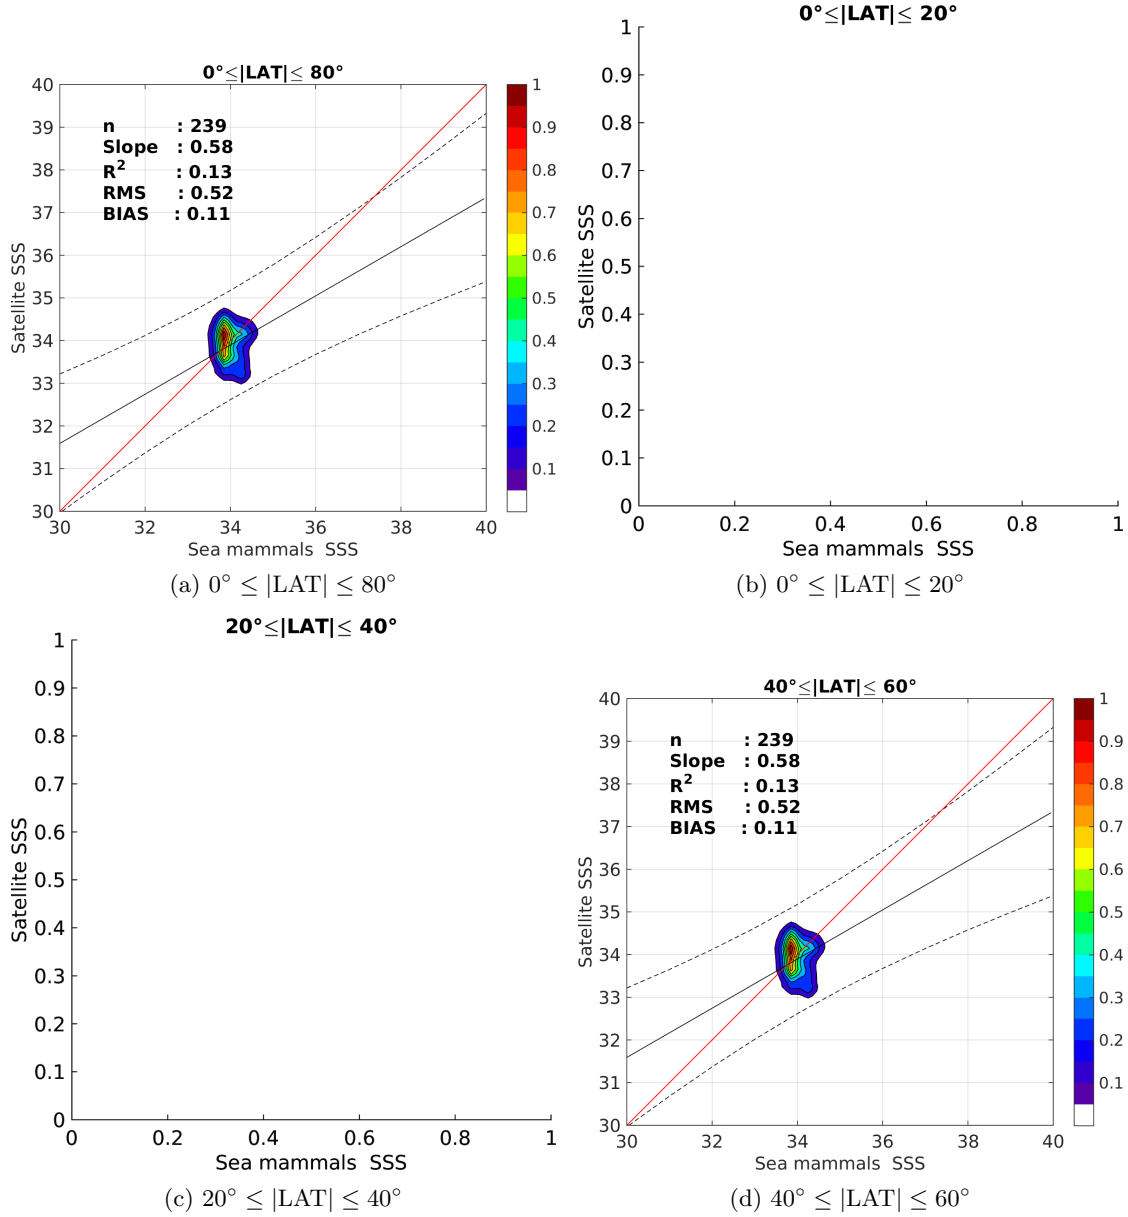 0°≤|LAT|≤ 80°
40
39
38
37
36
35
34
33
32
31
30
30 32 34 36 38 40
n : 239
Slope : 0.58
R² : 0.13
RMS : 0.52
BIAS : 0.11
Satellite SSS
Sea mammals SSS
1
0.9
0.8
0.7
0.6
0.5
0.4
0.3
0.2
0.1
(a) 0° ≤ |LAT| ≤ 80°
0°≤|LAT|≤ 20°
1
0.9
0.8
0.7
0.6
0.5
0.4
0.3
0.2
0.1
0
0 0.2 0.4 0.6 0.8 1
Satellite SSS
Sea mammals SSS
(b) 0° ≤ |LAT| ≤ 20°
20°≤|LAT|≤ 40°
1
0.9
0.8
0.7
0.6
0.5
0.4
0.3
0.2
0.1
0
0 0.2 0.4 0.6 0.8 1
Satellite SSS
Sea mammals SSS
(c) 20° ≤ |LAT| ≤ 40°
40°≤|LAT|≤ 60°
40
39
38
37
36
35
34
33
32
31
30
30 32 34 36 38 40
n : 239
Slope : 0.58
R² : 0.13
RMS : 0.52
BIAS : 0.11
Satellite SSS
Sea mammals SSS
1
0.9
0.8
0.7
0.6
0.5
0.4
0.3
0.2
0.1
(d) 40° ≤ |LAT| ≤ 60°